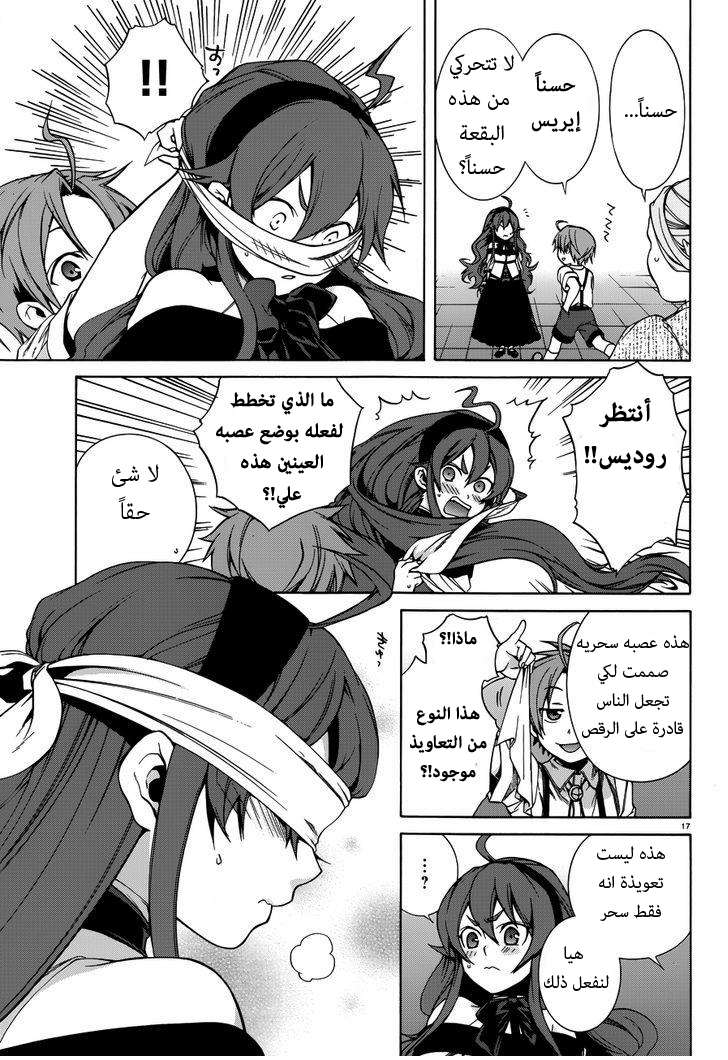 حسناً...
حسناً
إيريس
لا تتحركي
من هذه
البقعة
حسناً؟
!!
أنتظر
روديس!!
ما الذي تخطط
لفعله بوضع عصبه
العينين هذه
علي!؟
لا شئ
حقاً
هذه عصبه سحريه
صممت لكي
تجعل الناس
قادرة على الرقص
ماذا!؟
هذا النوع
من التعاويذ
موجود!؟
17
هذه ليست
تعويذة انه
فقط سحر
...؟
هيا
لنفعل ذلك